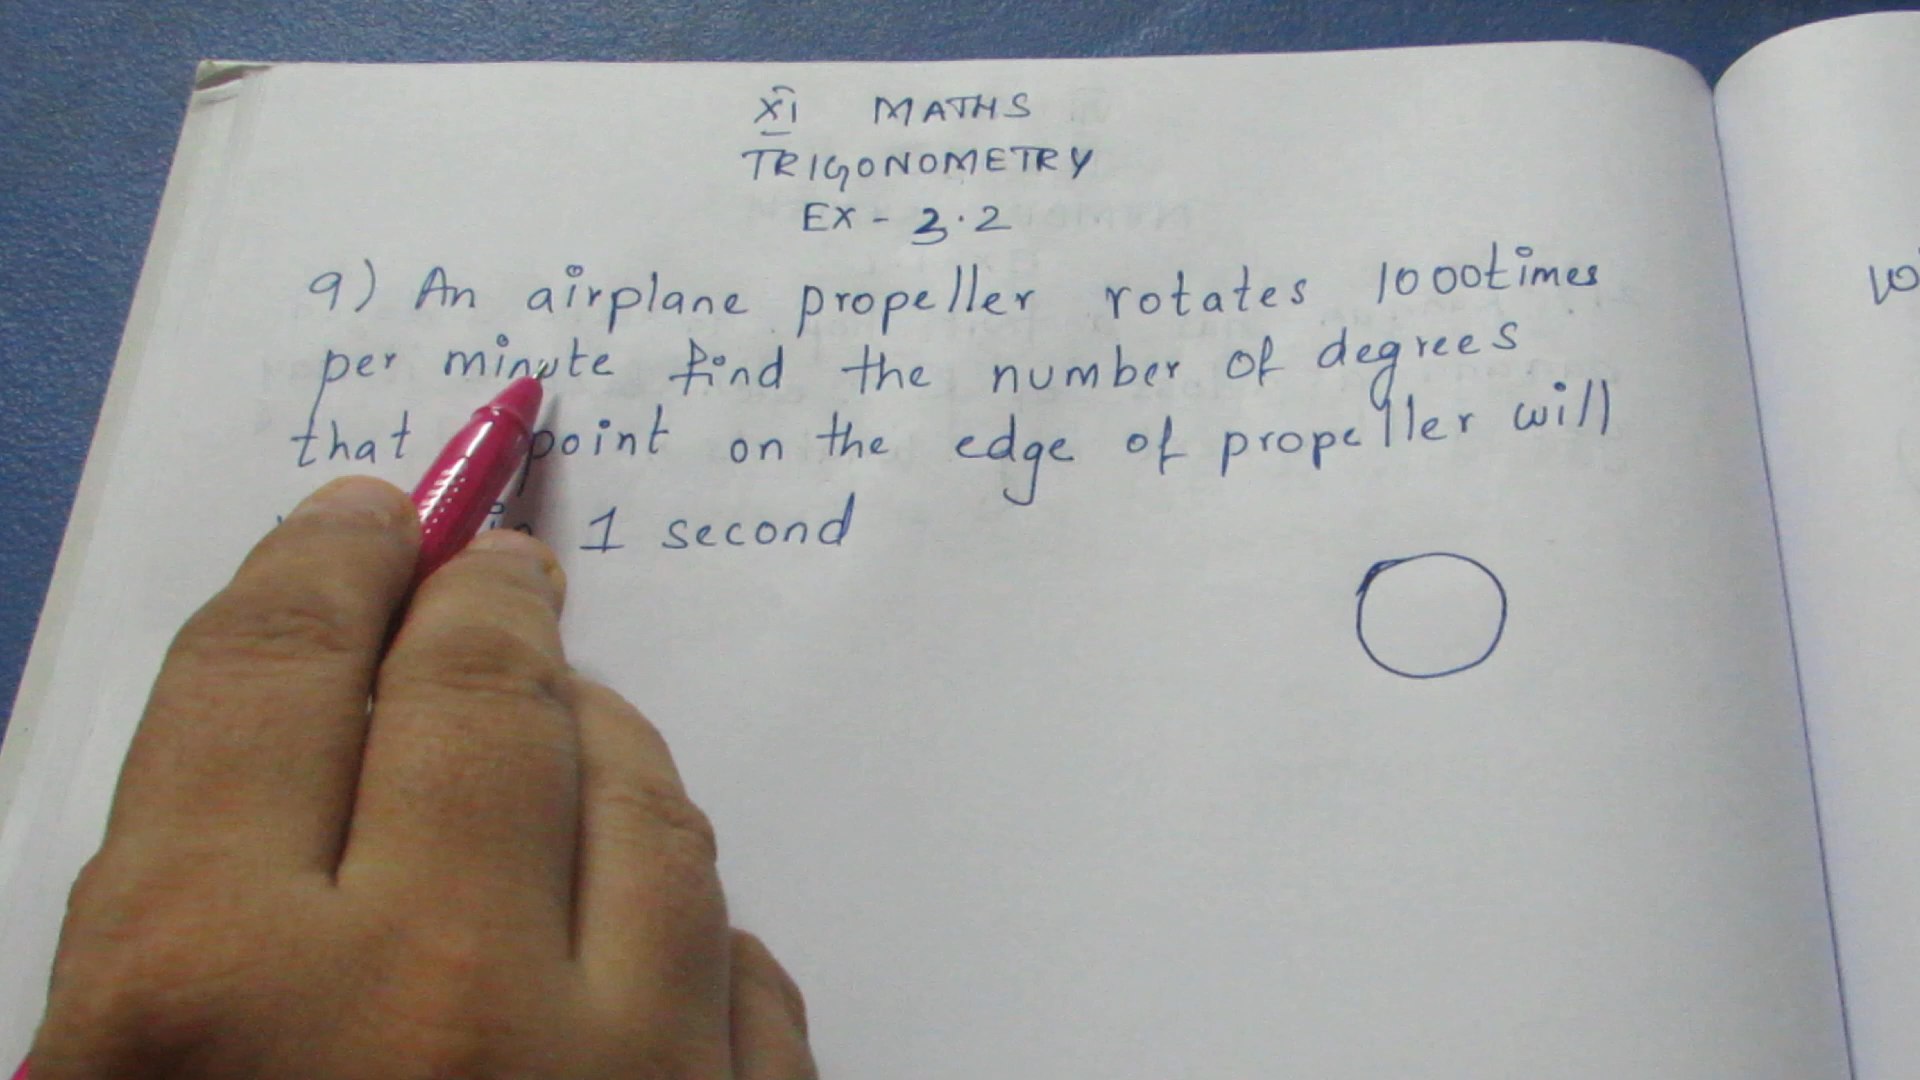 XI MATHS
TRIGONOMETRY
EX - 3.2
9) An airplane propeller rotates 1000times
per minute find the number of degrees
that point on the edge of propeller will
in 1 second